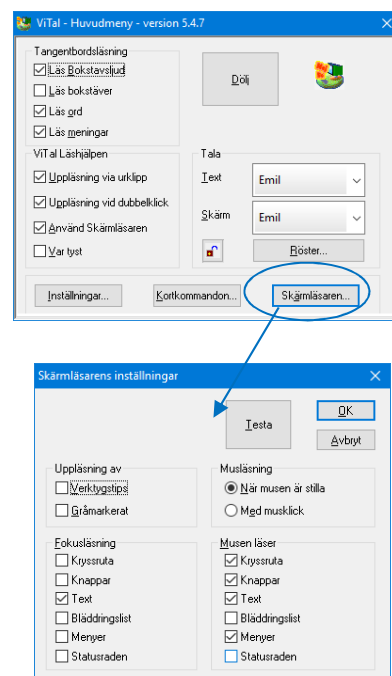 ViTal - Huvudmeny - version 5.4.7
Tangentbordsläsning
Läs Bokstavsljud
Läs bokstäver
Läs ord
Läs meningar
Dölj
ViTal Läshjälpen
Uppläsning via urklipp
Uppläsning vid dubbelklick
Använd Skärmläsaren
Var tyst
Tala
Text Emil
Skärm Emil
Röster...
Inställningar... Kortkommandon... Skärmläsaren...
Skärmläsarens inställningar
Testa
OK
Avbryt
Uppläsning av
Verktygstips
Gråmarkerat
Musläsning
När musen är stilla
Med musklick
Fokusläsning
Kryssruta
Knappar
Text
Bläddringslist
Menyer
Statusraden
Musen läser
Kryssruta
Knappar
Text
Bläddringslist
Menyer
Statusraden